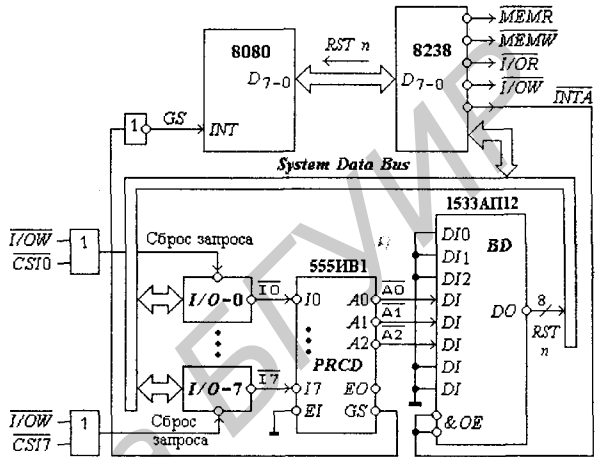 8080
RST n
8238
D7-0
D7-0
MEMR
MEMW
I/OR
I/OW
INTA
1
GS
INT
System Data Bus
1533АП12
I/OW
CSI0
1
Сброс запроса
I/O-0
I0
555ИВ1
I0
A0
A1
A2
PRCD
I7
EI
EO
GS
A0
A1
A2
DI0
DI1
DI2
DI
DI
DI
DI
DI
BD
DO
8
RST
n
&OE
I/O-7
I7
I/OW
CSI7
1
Сброс
запроса
БГУИР